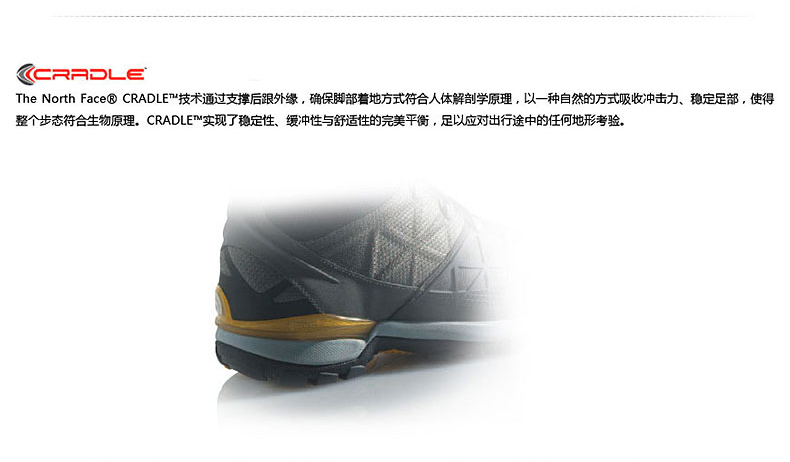 CRADLE™
The North Face® CRADLE™技术通过支撑后跟外缘，确保脚部着地方式符合人体解剖学原理，以一种自然的方式吸收冲击力、稳定足部，使得
整个步态符合生物原理。CRADLE™实现了稳定性、缓冲性与舒适性的完美平衡，足以应对出行途中的任何地形考验。